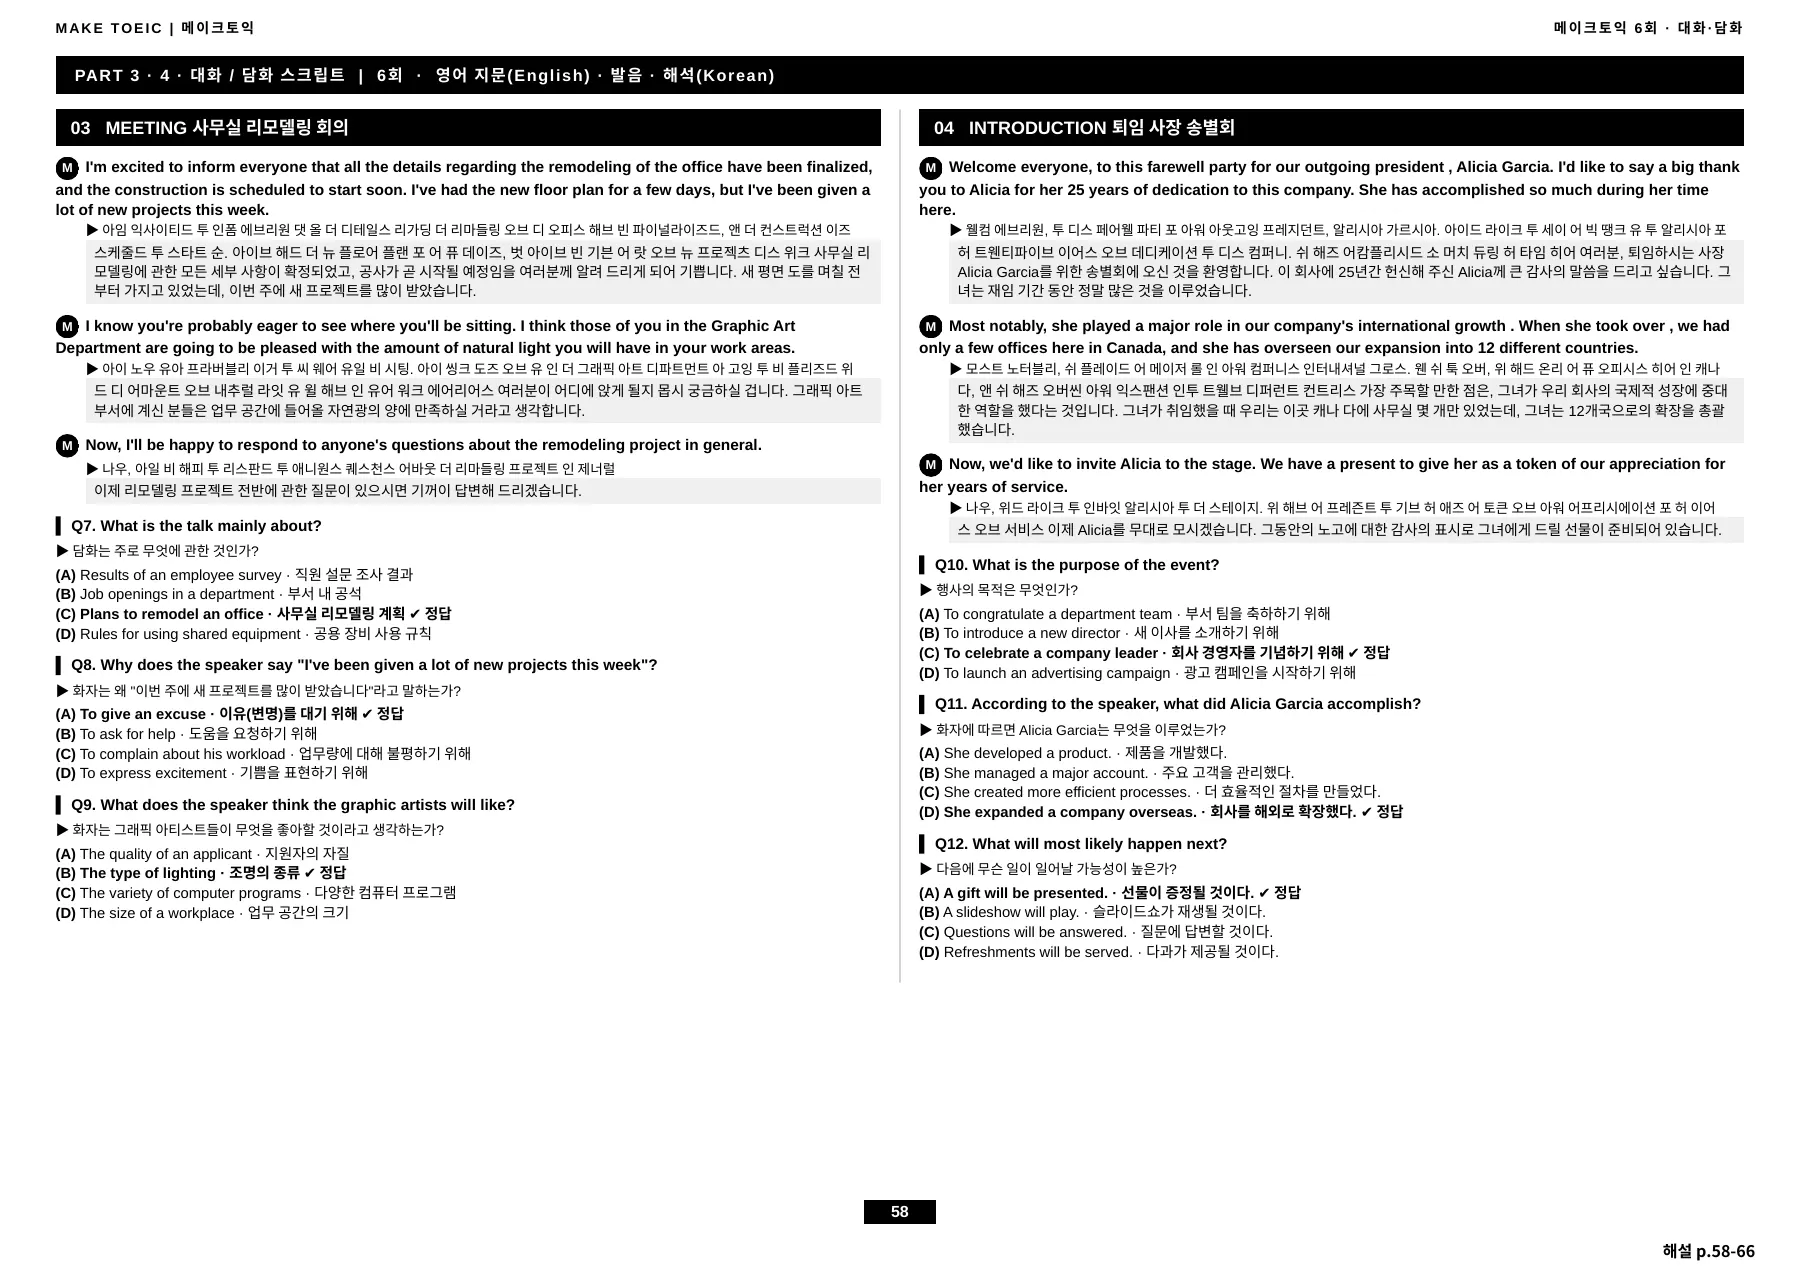 MAKE TOEIC | 메이크토익
메이크토익 6회 · 대화·담화
PART 3 · 4 · 대화 / 담화 스크립트 | 6회 · 영어 지문(English) · 발음 · 해석(Korean)
03 MEETING 사무실 리모델링 회의
M I'm excited to inform everyone that all the details regarding the remodeling of the office have been finalized,
and the construction is scheduled to start soon. I've had the new floor plan for a few days, but I've been given a
lot of new projects this week.
▶ 아임 익사이티드 투 인폼 에브리원 댓 올 더 디테일스 리가딩 더 리마들링 오브 디 오피스 해브 빈 파이널라이즈드, 앤 더 컨스트럭션 이즈
스케줄드 투 스타트 순. 아이브 해드 더 뉴 플로어 플랜 포 어 퓨 데이즈, 벗 아이브 빈 기븐 어 랏 오브 뉴 프로젝츠 디스 위크 사무실 리
모델링에 관한 모든 세부 사항이 확정되었고, 공사가 곧 시작될 예정임을 여러분께 알려 드리게 되어 기쁩니다. 새 평면 도를 며칠 전
부터 가지고 있었는데, 이번 주에 새 프로젝트를 많이 받았습니다.
M I know you're probably eager to see where you'll be sitting. I think those of you in the Graphic Art
Department are going to be pleased with the amount of natural light you will have in your work areas.
▶ 아이 노우 유아 프라버블리 이거 투 씨 웨어 유일 비 시팅. 아이 씽크 도즈 오브 유 인 더 그래픽 아트 디파트먼트 아 고잉 투 비 플리즈드 위
드 디 어마운트 오브 내추럴 라잇 유 윌 해브 인 유어 워크 에어리어스 여러분이 어디에 앉게 될지 몹시 궁금하실 겁니다. 그래픽 아트
부서에 계신 분들은 업무 공간에 들어올 자연광의 양에 만족하실 거라고 생각합니다.
M Now, I'll be happy to respond to anyone's questions about the remodeling project in general.
▶ 나우, 아일 비 해피 투 리스판드 투 애니원스 퀘스천스 어바웃 더 리마들링 프로젝트 인 제너럴
이제 리모델링 프로젝트 전반에 관한 질문이 있으시면 기꺼이 답변해 드리겠습니다.
Q7. What is the talk mainly about?
▶ 담화는 주로 무엇에 관한 것인가?
(A) Results of an employee survey · 직원 설문 조사 결과
(B) Job openings in a department · 부서 내 공석
(C) Plans to remodel an office · 사무실 리모델링 계획 ✔ 정답
(D) Rules for using shared equipment · 공용 장비 사용 규칙
Q8. Why does the speaker say "I've been given a lot of new projects this week"?
▶ 화자는 왜 "이번 주에 새 프로젝트를 많이 받았습니다"라고 말하는가?
(A) To give an excuse · 이유(변명)를 대기 위해 ✔ 정답
(B) To ask for help · 도움을 요청하기 위해
(C) To complain about his workload · 업무량에 대해 불평하기 위해
(D) To express excitement · 기쁨을 표현하기 위해
Q9. What does the speaker think the graphic artists will like?
▶ 화자는 그래픽 아티스트들이 무엇을 좋아할 것이라고 생각하는가?
(A) The quality of an applicant · 지원자의 자질
(B) The type of lighting · 조명의 종류 ✔ 정답
(C) The variety of computer programs · 다양한 컴퓨터 프로그램
(D) The size of a workplace · 업무 공간의 크기
04 INTRODUCTION 퇴임 사장 송별회
M Welcome everyone, to this farewell party for our outgoing president , Alicia Garcia. I'd like to say a big thank
you to Alicia for her 25 years of dedication to this company. She has accomplished so much during her time
here.
▶ 웰컴 에브리원, 투 디스 페어웰 파티 포 아워 아웃고잉 프레지던트, 알리시아 가르시아. 아이드 라이크 투 세이 어 빅 땡크 유 투 알리시아 포
허 트웬티파이브 이어스 오브 데디케이션 투 디스 컴퍼니. 쉬 해즈 어캄플리시드 소 머치 듀링 허 타임 히어 여러분, 퇴임하시는 사장
Alicia Garcia를 위한 송별회에 오신 것을 환영합니다. 이 회사에 25년간 헌신해 주신 Alicia께 큰 감사의 말씀을 드리고 싶습니다. 그
녀는 재임 기간 동안 정말 많은 것을 이루었습니다.
M Most notably, she played a major role in our company's international growth . When she took over , we had
only a few offices here in Canada, and she has overseen our expansion into 12 different countries.
▶ 모스트 노터블리, 쉬 플레이드 어 메이저 롤 인 아워 컴퍼니스 인터내셔널 그로스. 웬 쉬 툭 오버, 위 해드 온리 어 퓨 오피시스 히어 인 캐나
다, 앤 쉬 해즈 오버씬 아워 익스팬션 인투 트웰브 디퍼런트 컨트리스 가장 주목할 만한 점은, 그녀가 우리 회사의 국제적 성장에 중대
한 역할을 했다는 것입니다. 그녀가 취임했을 때 우리는 이곳 캐나 다에 사무실 몇 개만 있었는데, 그녀는 12개국으로의 확장을 총괄
했습니다.
M Now, we'd like to invite Alicia to the stage. We have a present to give her as a token of our appreciation for
her years of service.
▶ 나우, 위드 라이크 투 인바잇 알리시아 투 더 스테이지. 위 해브 어 프레즌트 투 기브 허 애즈 어 토큰 오브 아워 어프리시에이션 포 허 이어
스 오브 서비스 이제 Alicia를 무대로 모시겠습니다. 그동안의 노고에 대한 감사의 표시로 그녀에게 드릴 선물이 준비되어 있습니다.
Q10. What is the purpose of the event?
▶ 행사의 목적은 무엇인가?
(A) To congratulate a department team · 부서 팀을 축하하기 위해
(B) To introduce a new director · 새 이사를 소개하기 위해
(C) To celebrate a company leader · 회사 경영자를 기념하기 위해 ✔ 정답
(D) To launch an advertising campaign · 광고 캠페인을 시작하기 위해
Q11. According to the speaker, what did Alicia Garcia accomplish?
▶ 화자에 따르면 Alicia Garcia는 무엇을 이루었는가?
(A) She developed a product. · 제품을 개발했다.
(B) She managed a major account. · 주요 고객을 관리했다.
(C) She created more efficient processes. · 더 효율적인 절차를 만들었다.
(D) She expanded a company overseas. · 회사를 해외로 확장했다. ✔ 정답
Q12. What will most likely happen next?
▶ 다음에 무슨 일이 일어날 가능성이 높은가?
(A) A gift will be presented. · 선물이 증정될 것이다. ✔ 정답
(B) A slideshow will play. · 슬라이드쇼가 재생될 것이다.
(C) Questions will be answered. · 질문에 답변할 것이다.
(D) Refreshments will be served. · 다과가 제공될 것이다.
58
해설 p.58-66